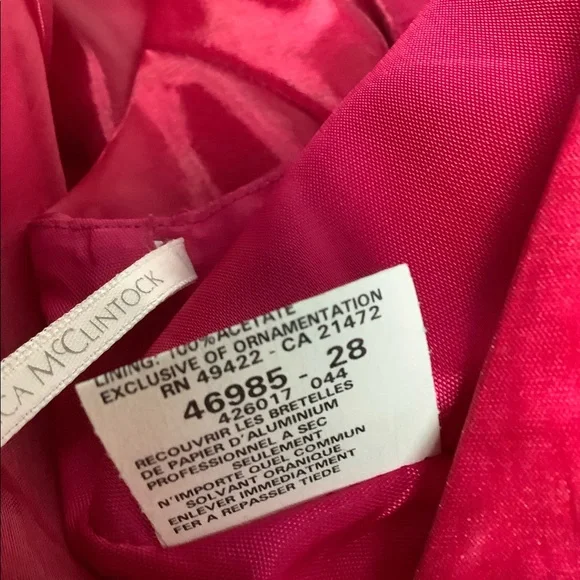 CA McCLINTOCK
LINING: 100% ACETATE
EXCLUSIVE OF ORNAMENTATION
RN 49422 - CA 21472
46985 - 28
426017 044
RECOUVRIR LES BRETELLES
DE PAPIER D'ALUMINIUM
PROFESSIONNEL A SEC
SEULEMENT
N'IMPORTE QUEL COMMUN
SOLVANT ORANIQUE
ENLEVER IMMEDIATMENT
FER A REPASSER TIEDE